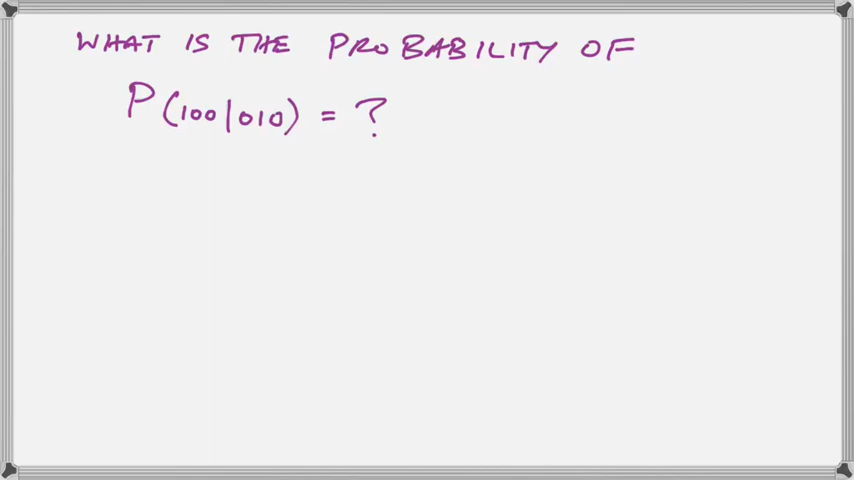 WHAT IS THE PROBABILITY OF
P(100|010) = ?